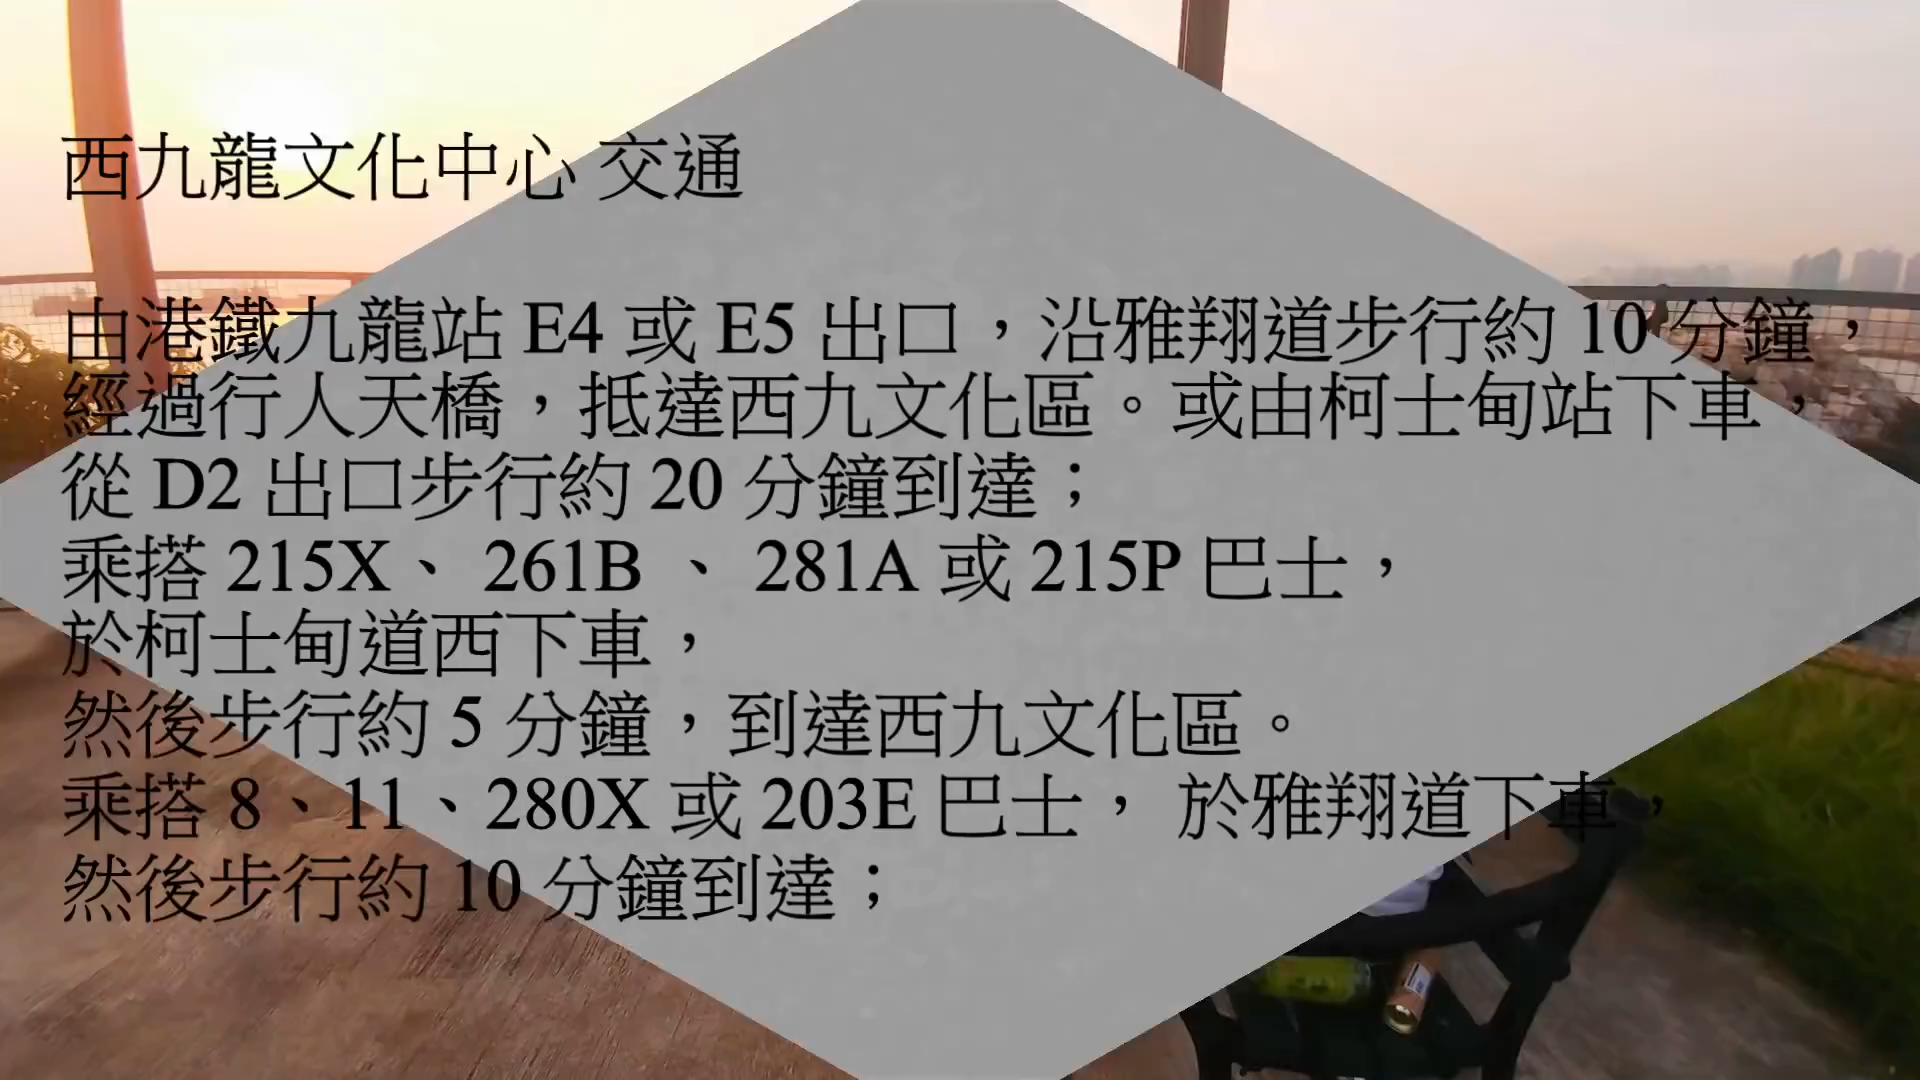 西九龍文化中心 交通
由港鐵九龍站 E4 或 E5 出口，沿雅翔道步行約 10 分鐘，
經過行人天橋，抵達西九文化區。或由柯士甸站下車，
從 D2 出口步行約 20 分鐘到達；
乘搭 215X、 261B 、 281A 或 215P 巴士，
於柯士甸道西下車，
然後步行約 5 分鐘，到達西九文化區。
乘搭 8、11、280X 或 203E 巴士， 於雅翔道下車，
然後步行約 10 分鐘到達；